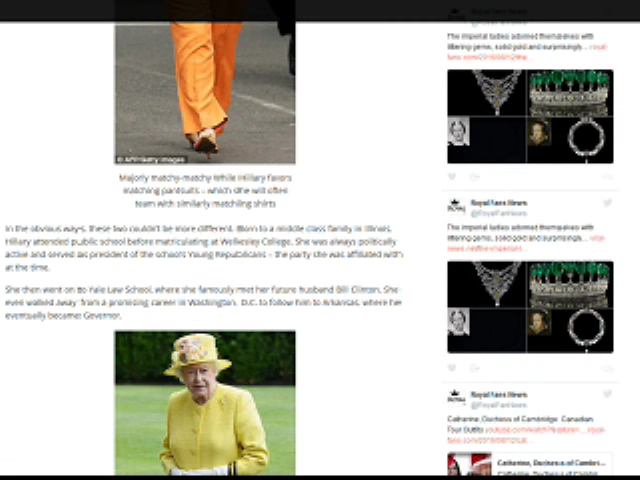 © AFP/Getty Images
Majorly matchy-matchy While Hillary favors
matching pantsuits - which she will often
team with similarly matching shirts
In the obvious ways, these two couldn't be more different. Born to a middle class family in Illinois,
Hillary attended public school before matriculating at Wellesley College. She was always politically
active and served as president of the school's Young Republicans - the party she was affiliated with
at the time.
She then went on to Yale Law School, where she famously met her future husband Bill Clinton. She
even walked away from a promising career in Washington, D.C. to follow him to Arkansas, where he
eventually became Governor.
@RoyalFanNews
The imperial ladies adorned themselves with
glittering gems, solid gold and surprisingly...
Royal Fans News
@RoyalFanNews
The imperial ladies adorned themselves with
glittering gems, solid gold and surprisingly...
Royal Fans News
@RoyalFanNews
Catherine, Duchess of Cambridge Canadian
Tour Outfits
Catherine, Duchess of Cambri...